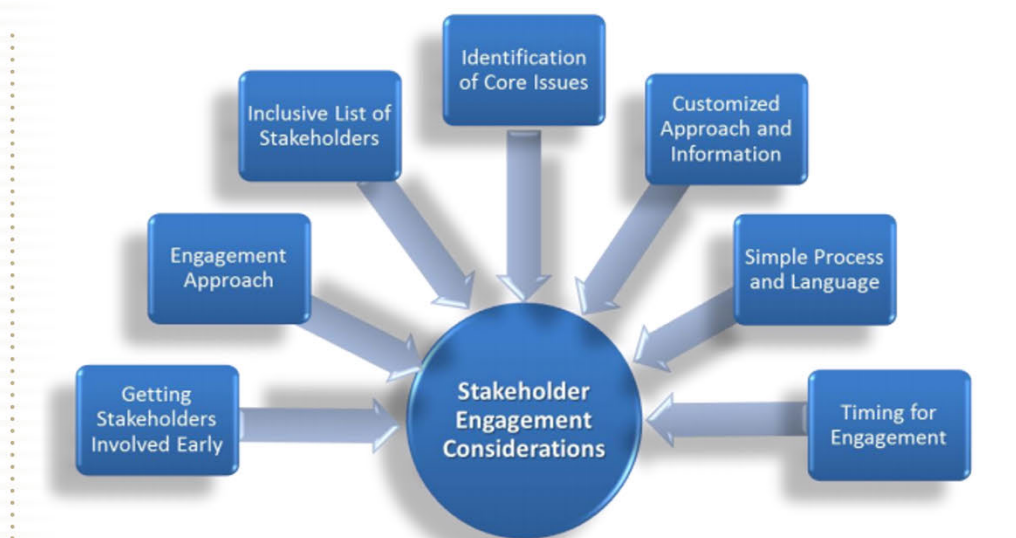 Identification
of Core Issues
Inclusive List of
Stakeholders
Customized
Approach and
Information
Engagement
Approach
Simple Process
and Language
Getting
Stakeholders
Involved Early
Stakeholder
Engagement
Considerations
Timing for
Engagement